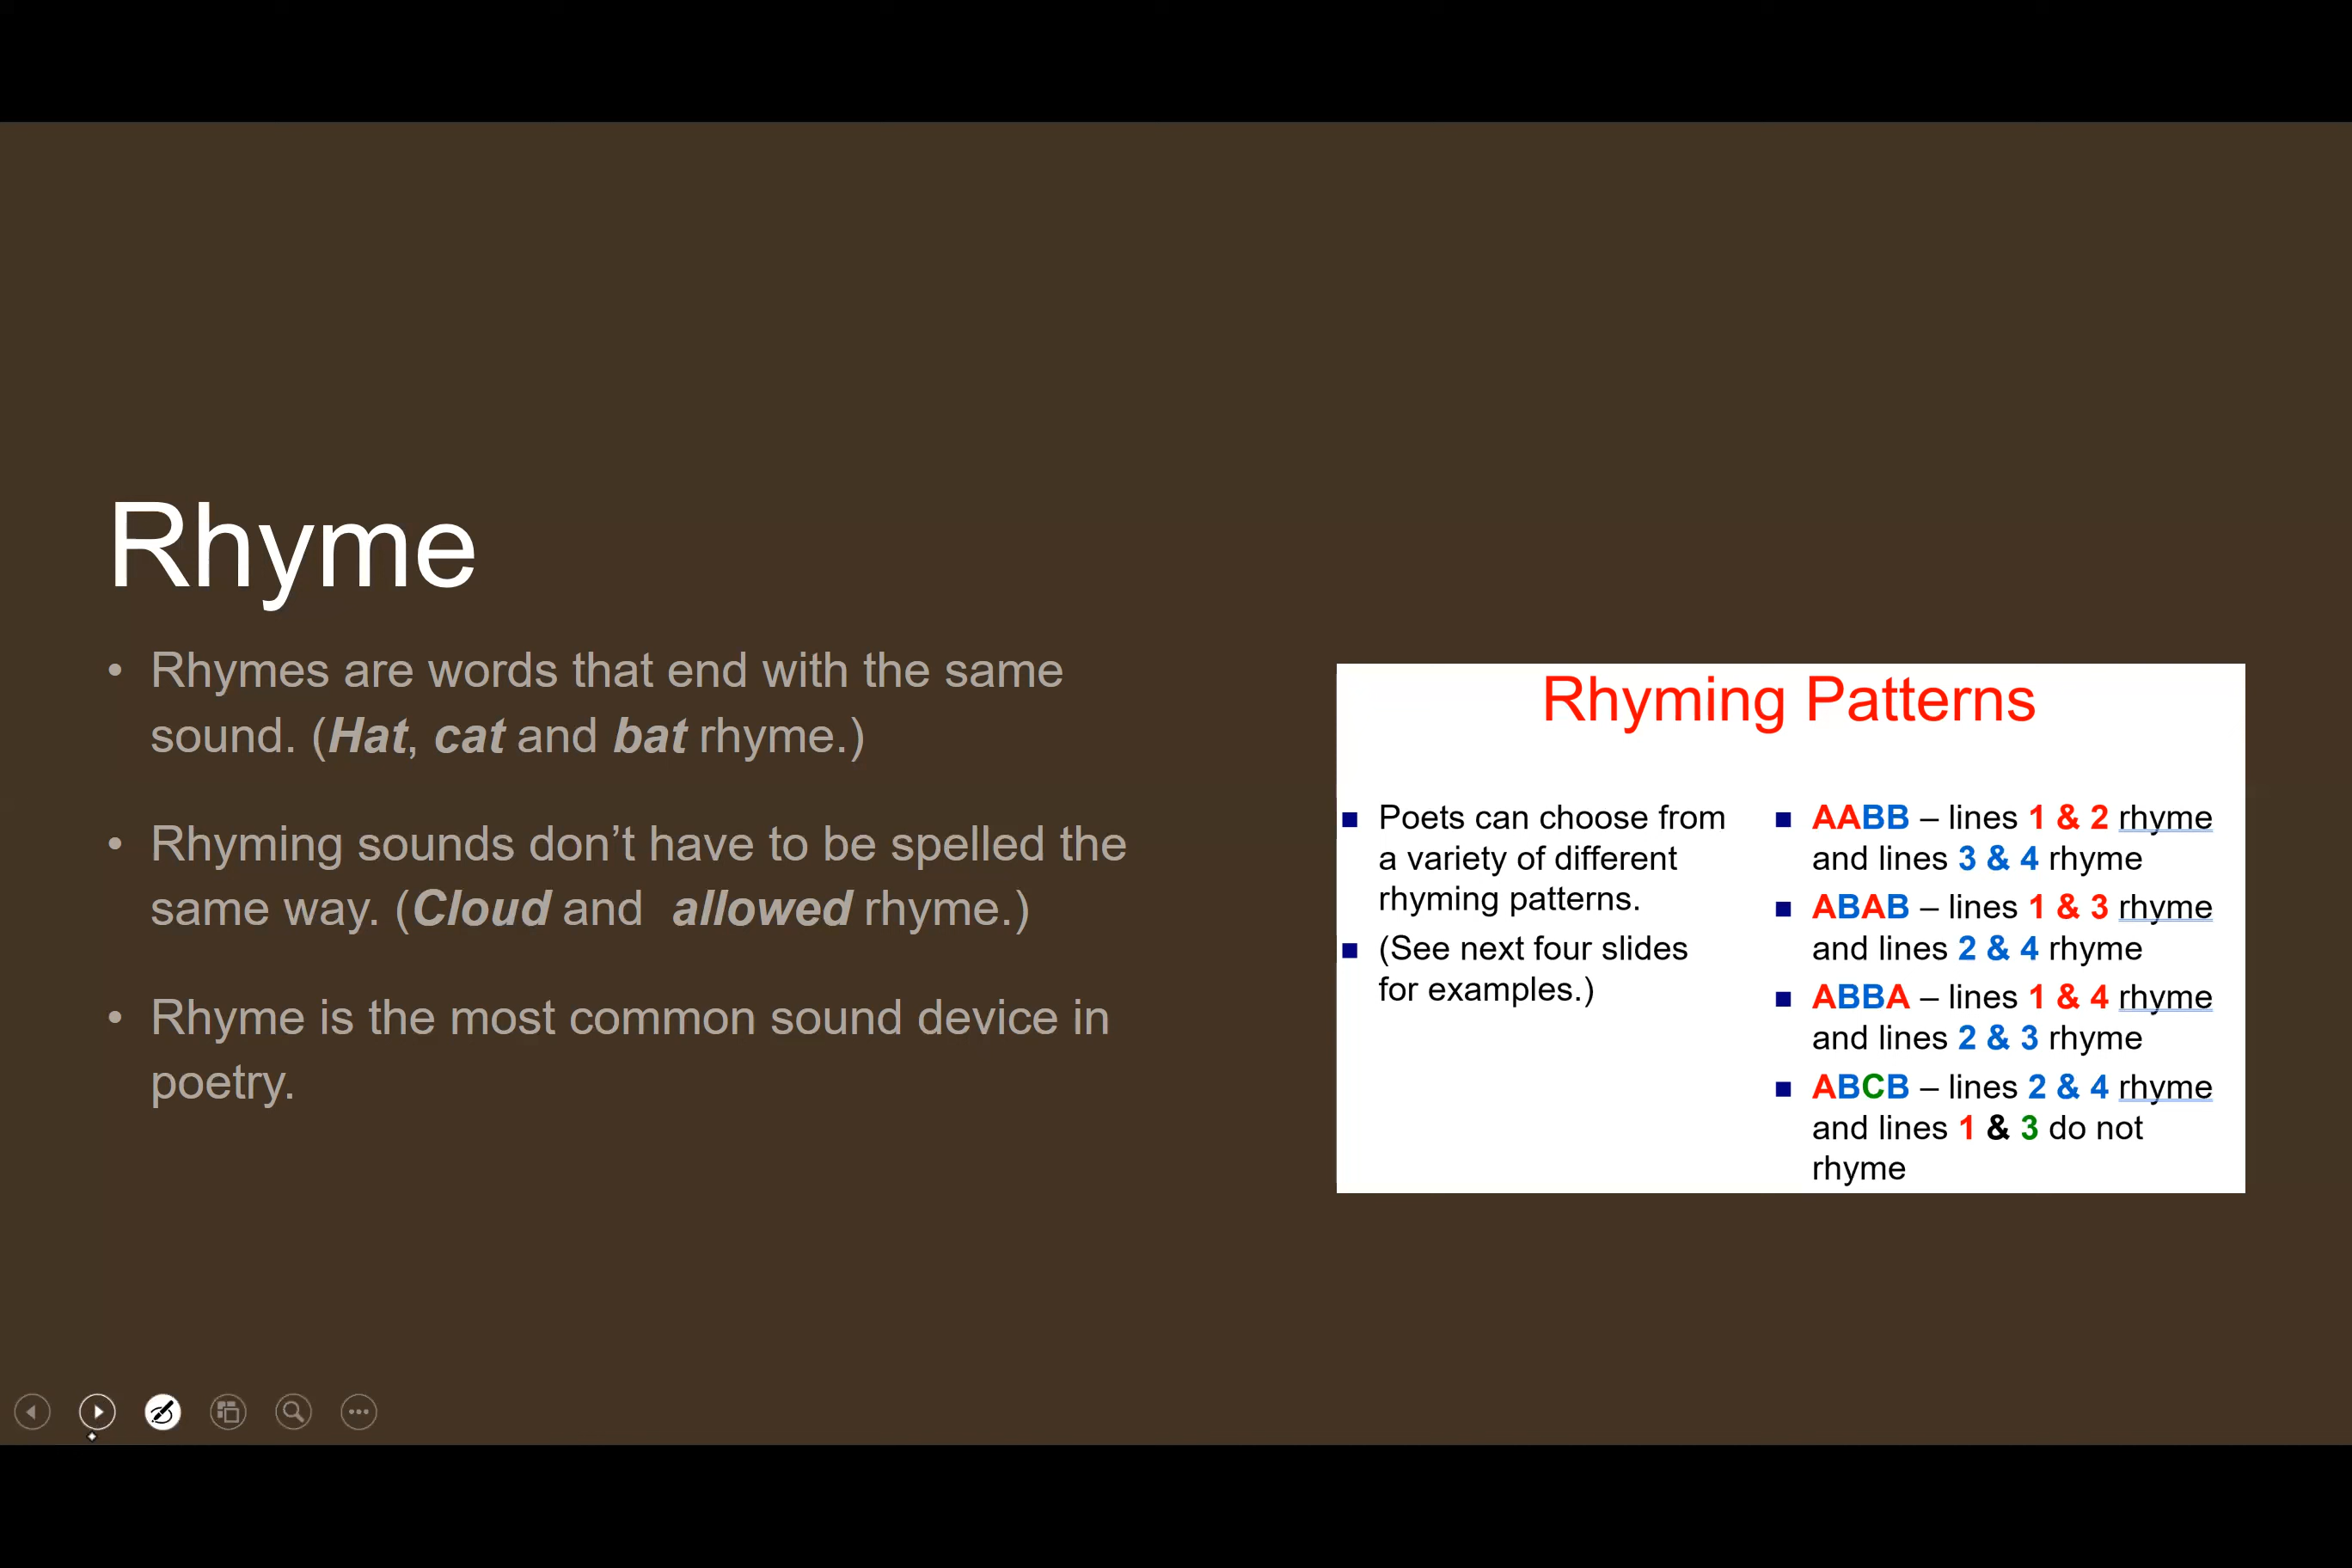 Rhyme
• Rhymes are words that end with the same
sound. (Hat, cat and bat rhyme.)
• Rhyming sounds don’t have to be spelled the
same way. (Cloud and  allowed rhyme.)
• Rhyme is the most common sound device in
poetry.
Rhyming Patterns
■ Poets can choose from
a variety of different
rhyming patterns.
■ (See next four slides
for examples.)
■ AABB – lines 1 & 2 rhyme
and lines 3 & 4 rhyme
■ ABAB – lines 1 & 3 rhyme
and lines 2 & 4 rhyme
■ ABBA – lines 1 & 4 rhyme
and lines 2 & 3 rhyme
■ ABCB – lines 2 & 4 rhyme
and lines 1 & 3 do not
rhyme